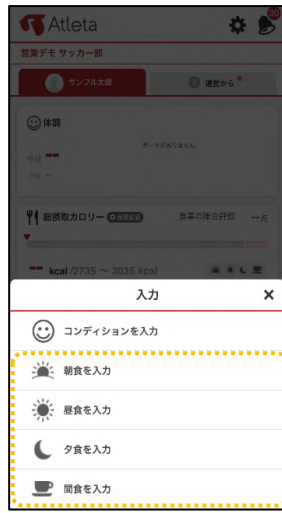 Atleta
30
営業デモ サッカー部
サンプル太郎
運営から
体調
データがありません
今日 --
今日 --
総摂取カロリー
食事の総合評価 --点
-- kcal /2735 ~ 3035 kcal
入力 ×
コンディションを入力
朝食を入力
昼食を入力
夕食を入力
間食を入力